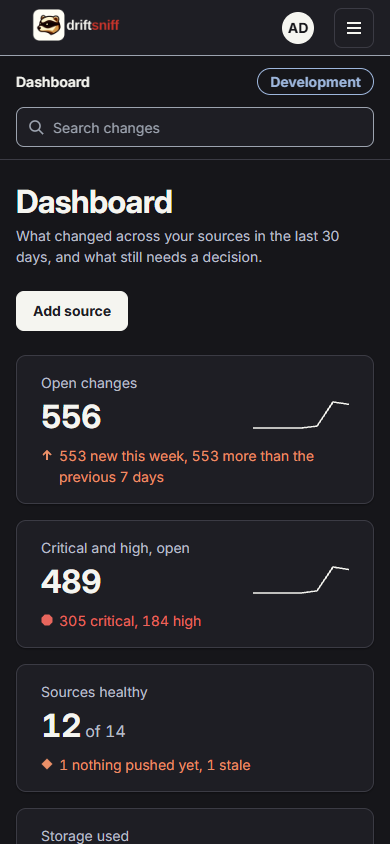 driftsniff
AD
Dashboard
Development
Search changes
Dashboard
What changed across your sources in the last 30
days, and what still needs a decision.
Add source
Open changes
556
553 new this week, 553 more than the
previous 7 days
Critical and high, open
489
305 critical, 184 high
Sources healthy
12 of 14
1 nothing pushed yet, 1 stale
Storage used